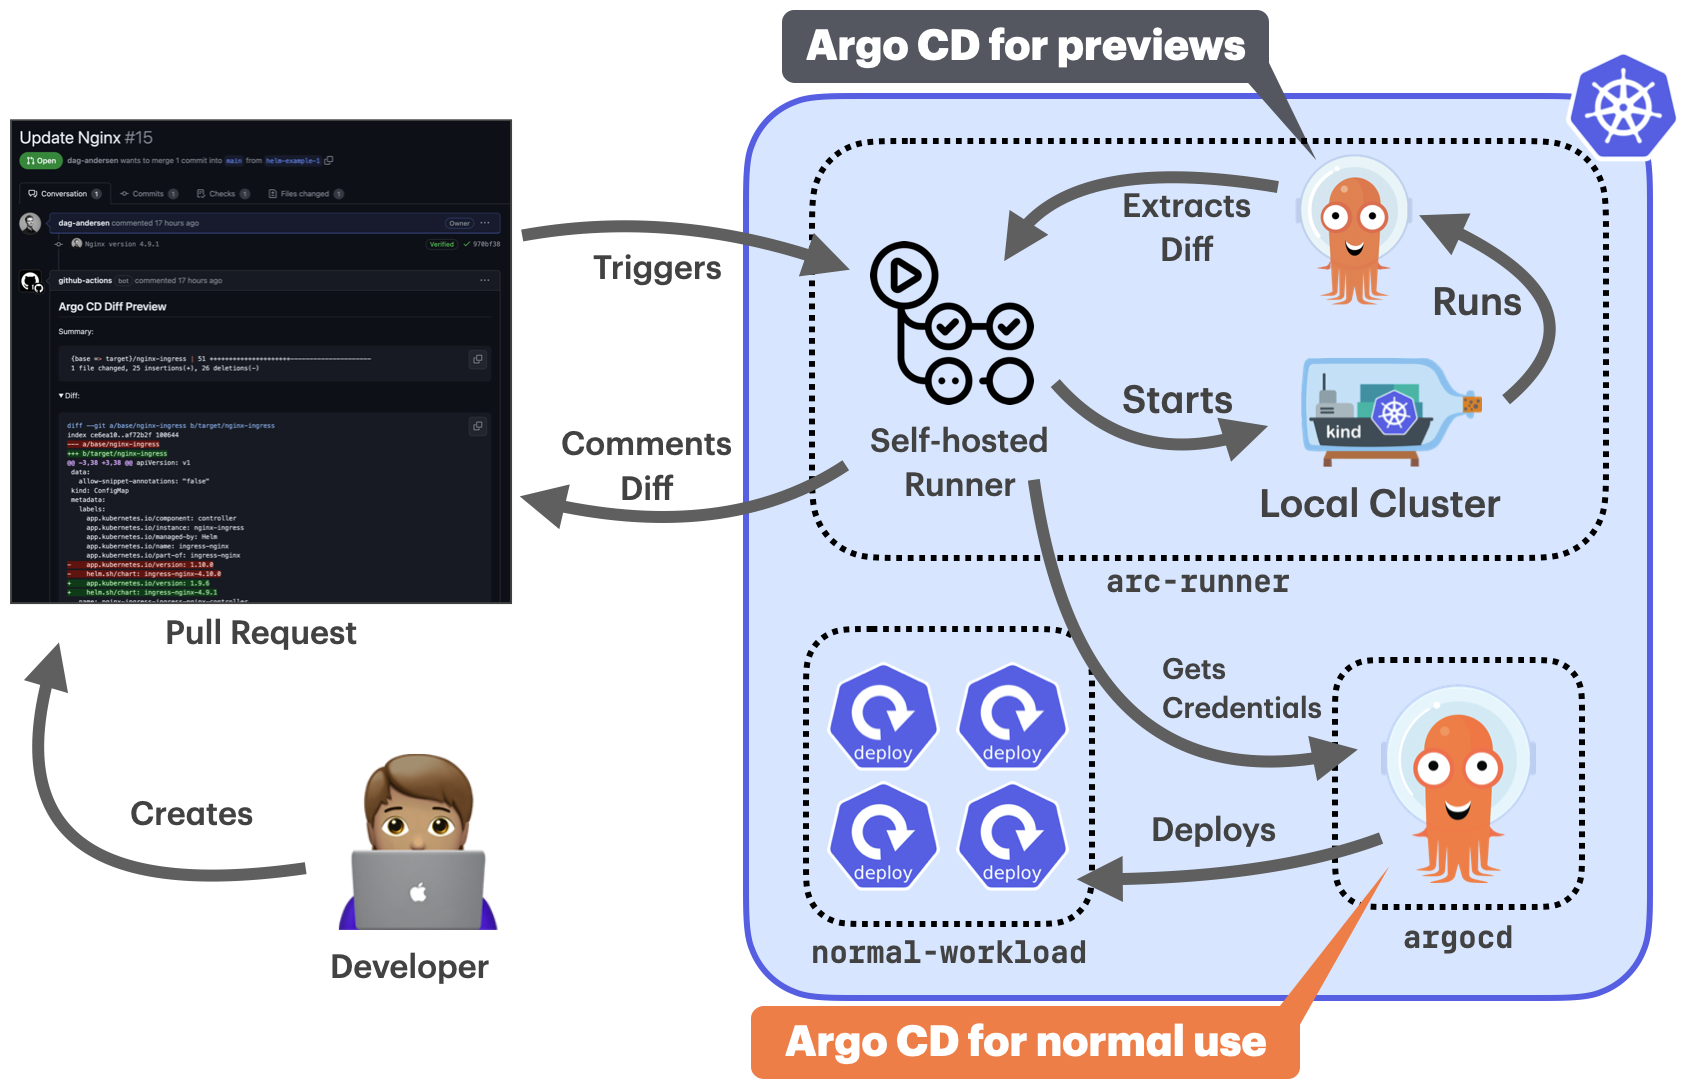 Argo CD for previews
Update Nginx #15
Open
dag-andersen wants to merge 1 commit into main from helm-example-1
Conversation 1
Commits 1
Checks 1
Files changed 1
dag-andersen commented 17 hours ago
Owner
Nginx version 4.9.1
Verified
970bf38
github-actions bot commented 17 hours ago
Argo CD Diff Preview
Summary:
{base => target}/nginx-ingress | 51 +++++++++++++++++++++---------------------
1 file changed, 25 insertions(+), 26 deletions(-)
Diff:
diff --git a/base/nginx-ingress b/target/nginx-ingress
index ce6ea10..af72b2f 100644
--- a/base/nginx-ingress
+++ b/target/nginx-ingress
@@ -3,38 +3,38 @@ apiVersion: v1
data:
allow-snippet-annotations: "false"
kind: ConfigMap
metadata:
labels:
app.kubernetes.io/component: controller
app.kubernetes.io/instance: nginx-ingress
app.kubernetes.io/managed-by: Helm
app.kubernetes.io/name: ingress-nginx
app.kubernetes.io/part-of: ingress-nginx
- app.kubernetes.io/version: 1.10.0
- helm.sh/chart: ingress-nginx-4.10.0
+ app.kubernetes.io/version: 1.9.6
+ helm.sh/chart: ingress-nginx-4.9.1
Pull Request
Creates
Developer
Triggers
Comments
Diff
Extracts
Diff
Runs
Starts
Self-hosted
Runner
kind
Local Cluster
arc-runner
Gets
Credentials
deploy
deploy
deploy
deploy
Deploys
normal-workload
argocd
Argo CD for normal use